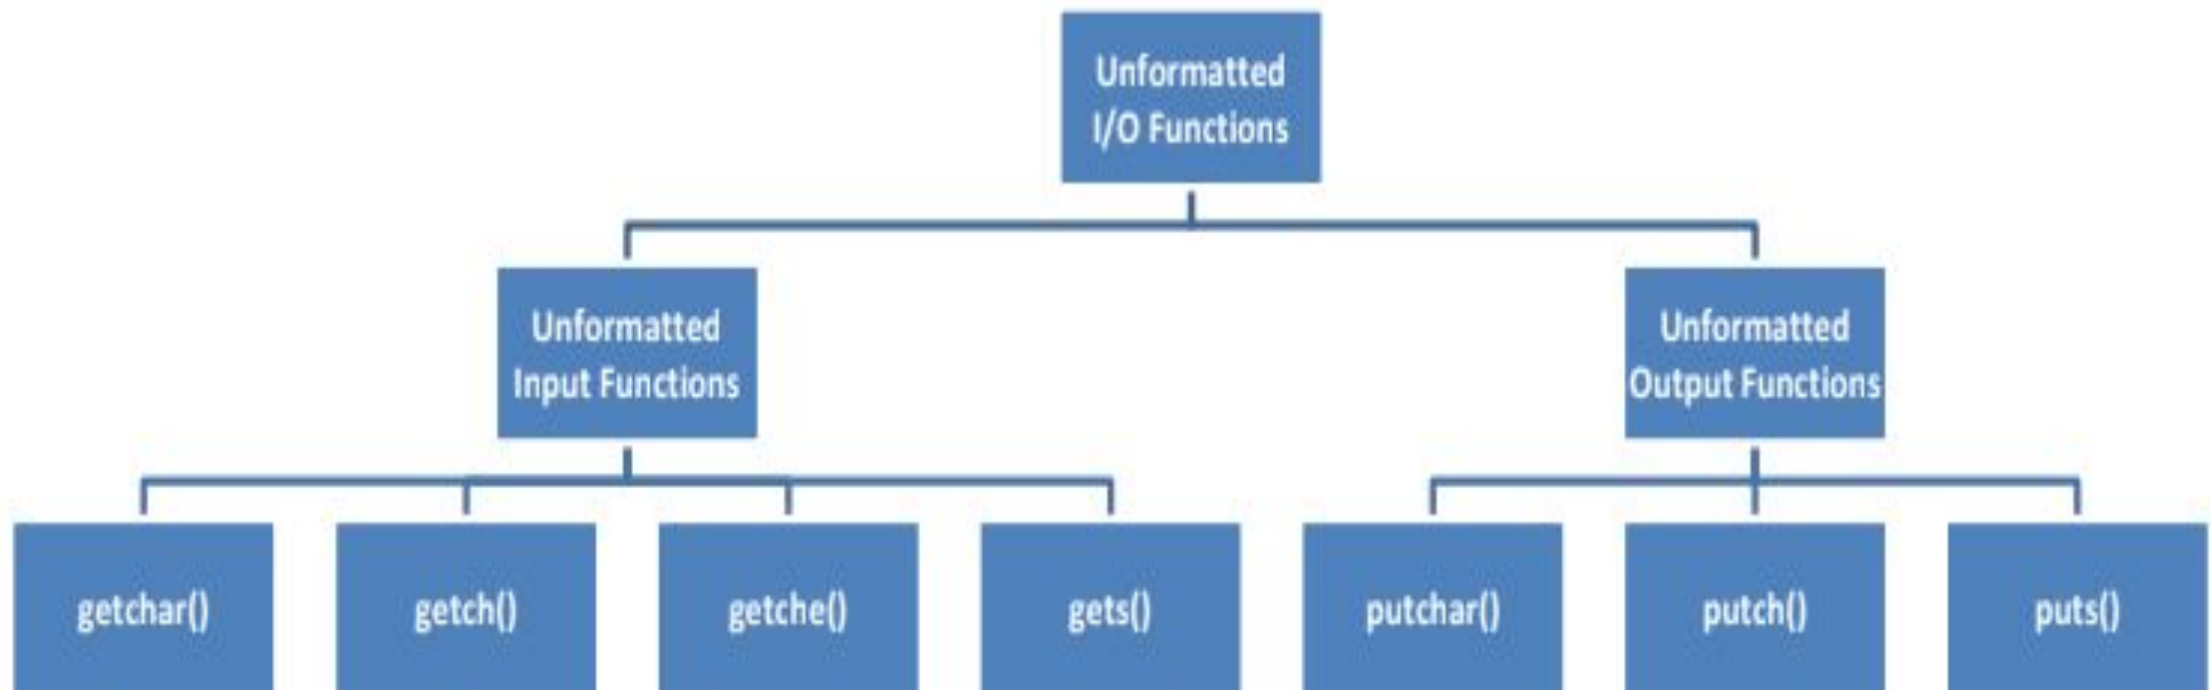 Unformatted
I/O Functions
Unformatted
Input Functions
Unformatted
Output Functions
getchar()
getch()
getche()
gets()
putchar()
putch()
puts()